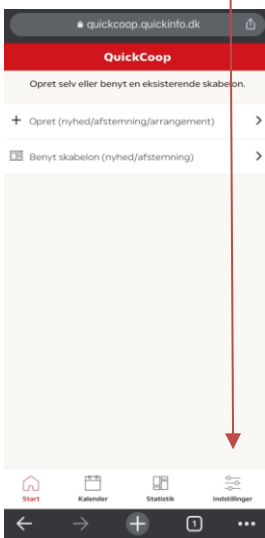 quickcoop.quickinfo.dk
QuickCoop
Opret selv eller benyt en eksisterende skabelon.
Opret (nyhed/afstemning/arrangement)
Benyt skabelon (nyhed/afstemning)
Start Kalender Statistik Indstillinger
1